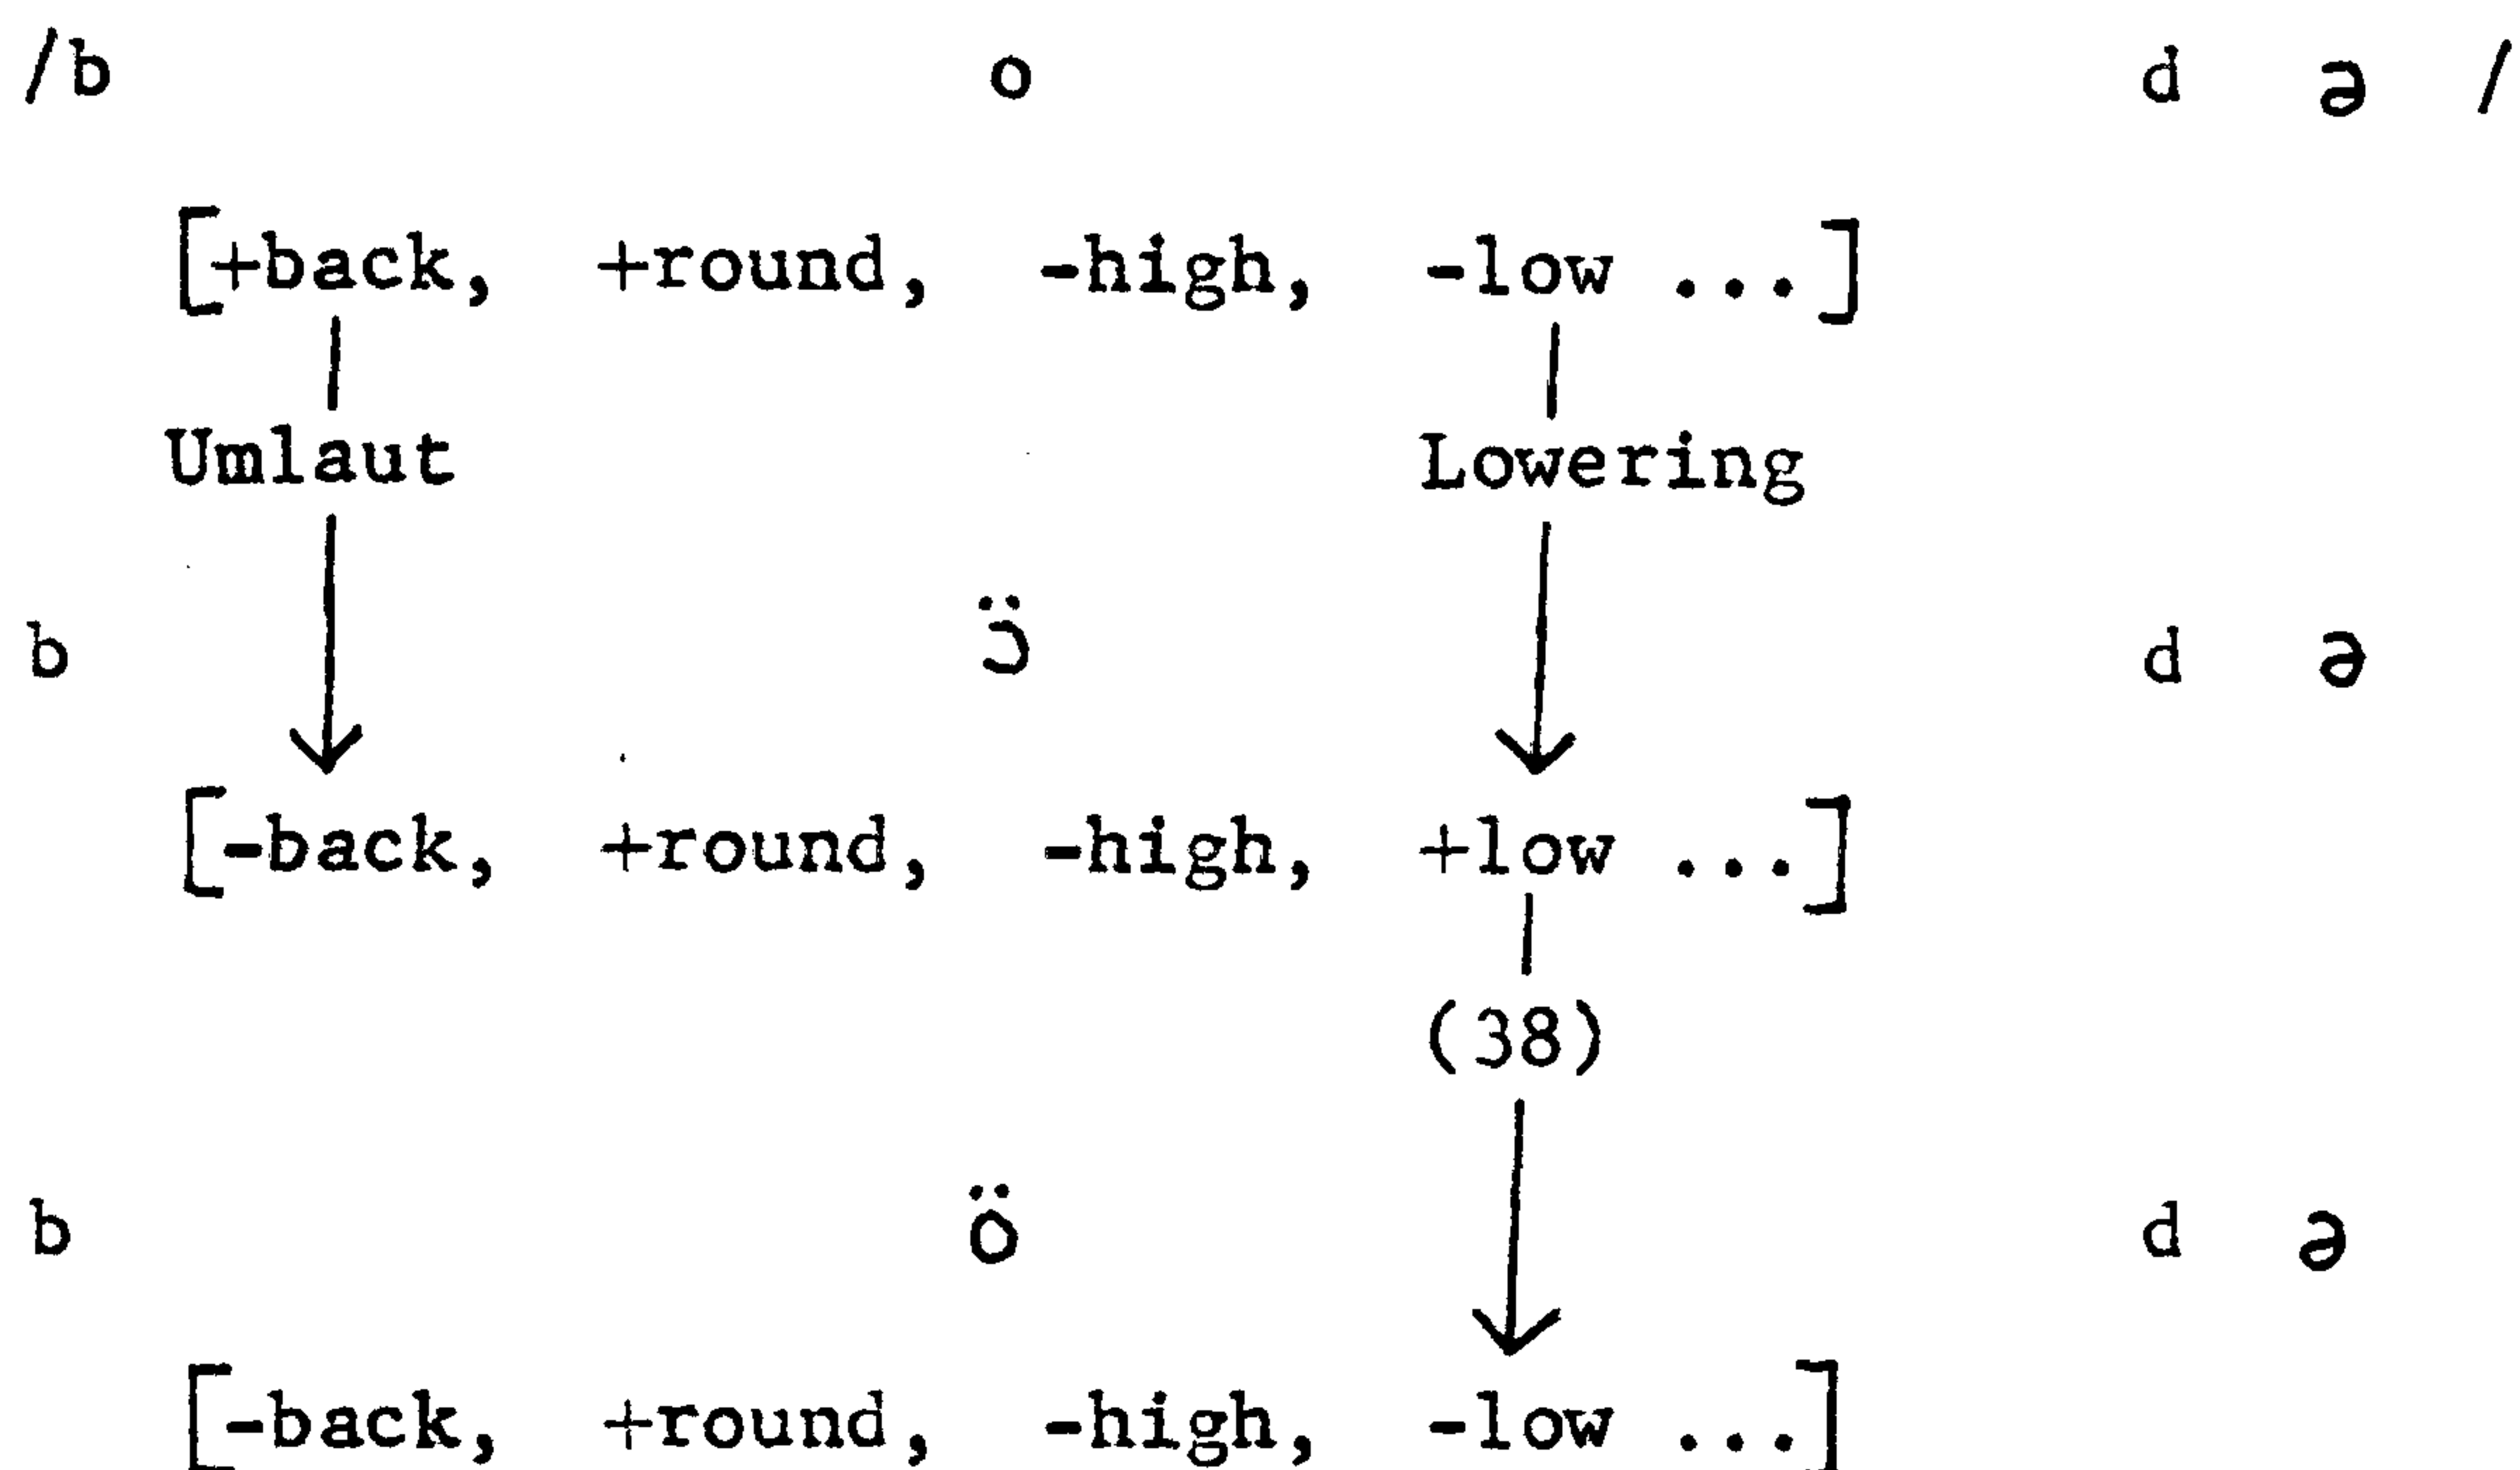 /b o d ə /
[+back, +round, -high, -low ...]
Umlaut Lowering
b ɔ̈ d ə
[-back, +round, -high, +low ...]
(38)
b ö d ə
[-back, +round, -high, -low ...]